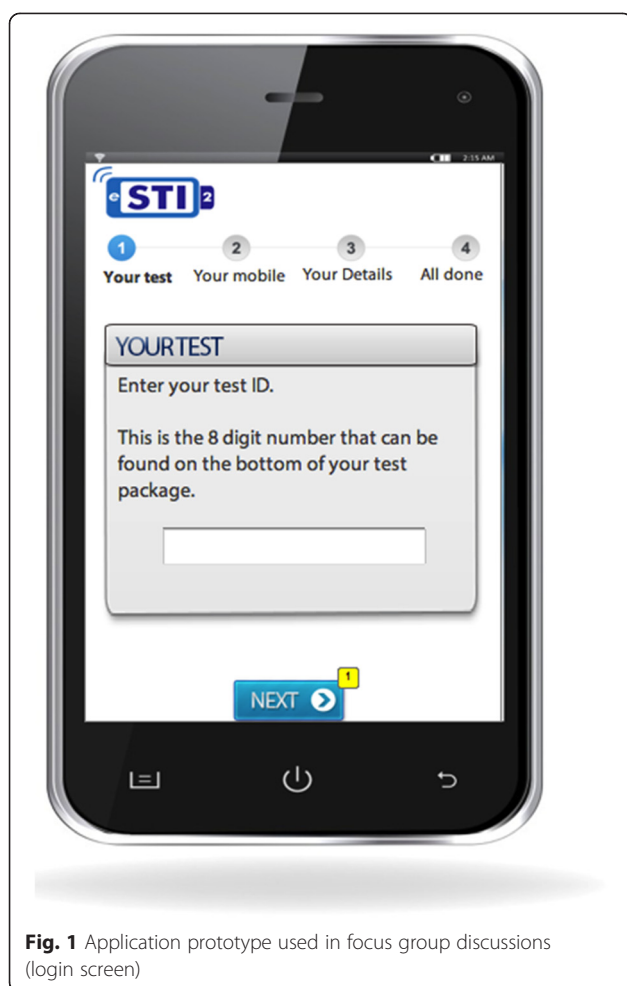 2:15 AM
eSTI2
1 2 3 4
Your test Your mobile Your Details All done
YOUR TEST
Enter your test ID.
This is the 8 digit number that can be
found on the bottom of your test
package.
1
NEXT
Fig. 1 Application prototype used in focus group discussions
(login screen)